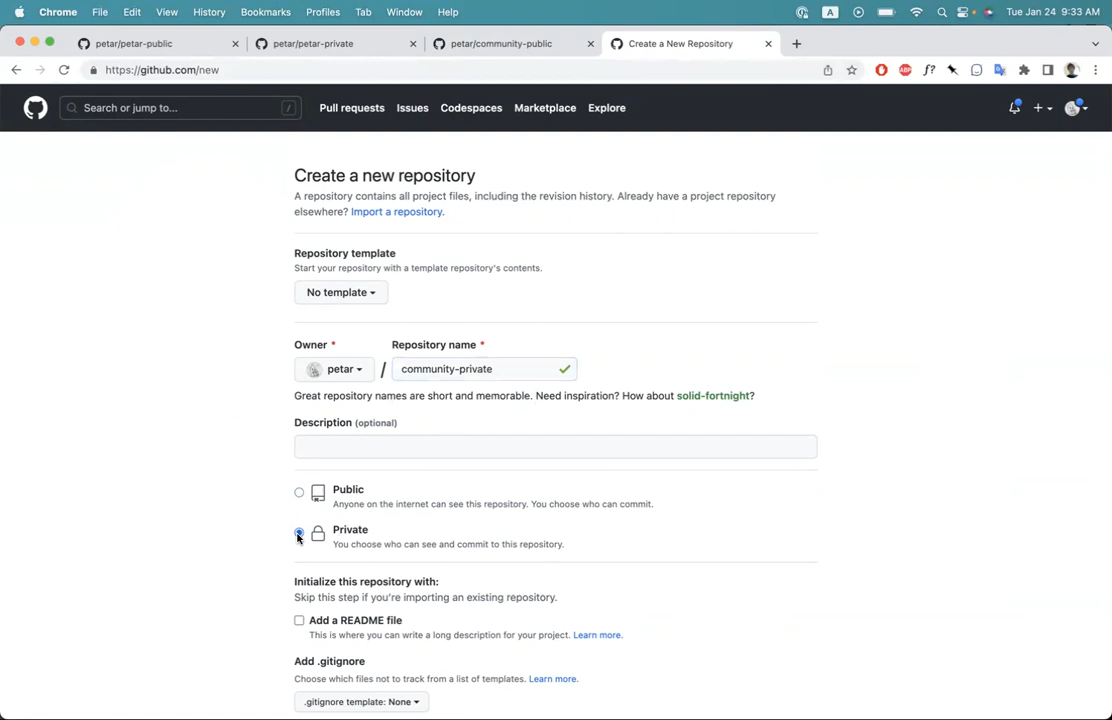 Chrome File Edit View History Bookmarks Profiles Tab Window Help A Tue Jan 24 9:33 AM
petar/petar-public petar/petar-private petar/community-public Create a New Repository
https://github.com/new ABP f?
Search or jump to... / Pull requests Issues Codespaces Marketplace Explore
Create a new repository
A repository contains all project files, including the revision history. Already have a project repository
elsewhere? Import a repository.
Repository template
Start your repository with a template repository's contents.
No template
Owner * Repository name *
petar / community-private
Great repository names are short and memorable. Need inspiration? How about solid-fortnight?
Description (optional)
Public
Anyone on the internet can see this repository. You choose who can commit.
Private
You choose who can see and commit to this repository.
Initialize this repository with:
Skip this step if you're importing an existing repository.
Add a README file
This is where you can write a long description for your project. Learn more.
Add .gitignore
Choose which files not to track from a list of templates. Learn more.
.gitignore template: None